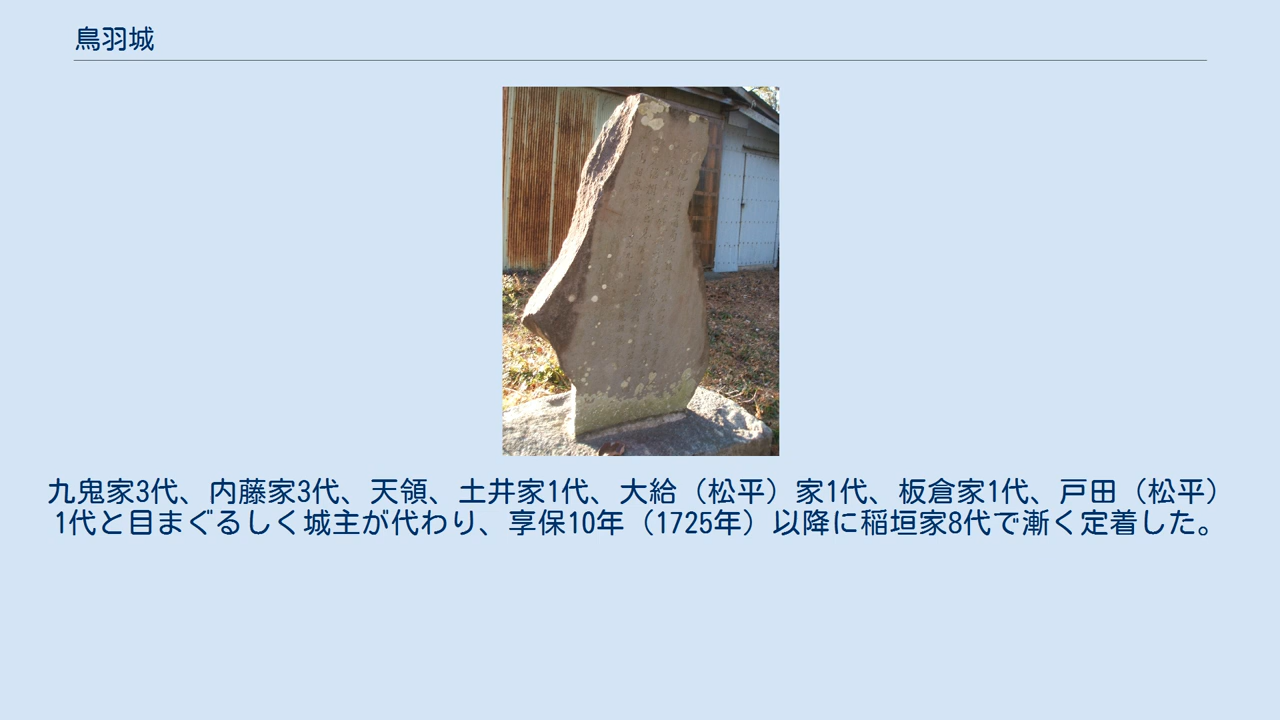 鳥羽城
九鬼家3代、内藤家3代、天領、土井家1代、大給（松平）家1代、板倉家1代、戸田（松平）
1代と目まぐるしく城主が代わり、享保10年（1725年）以降に稲垣家8代で漸く定着した。